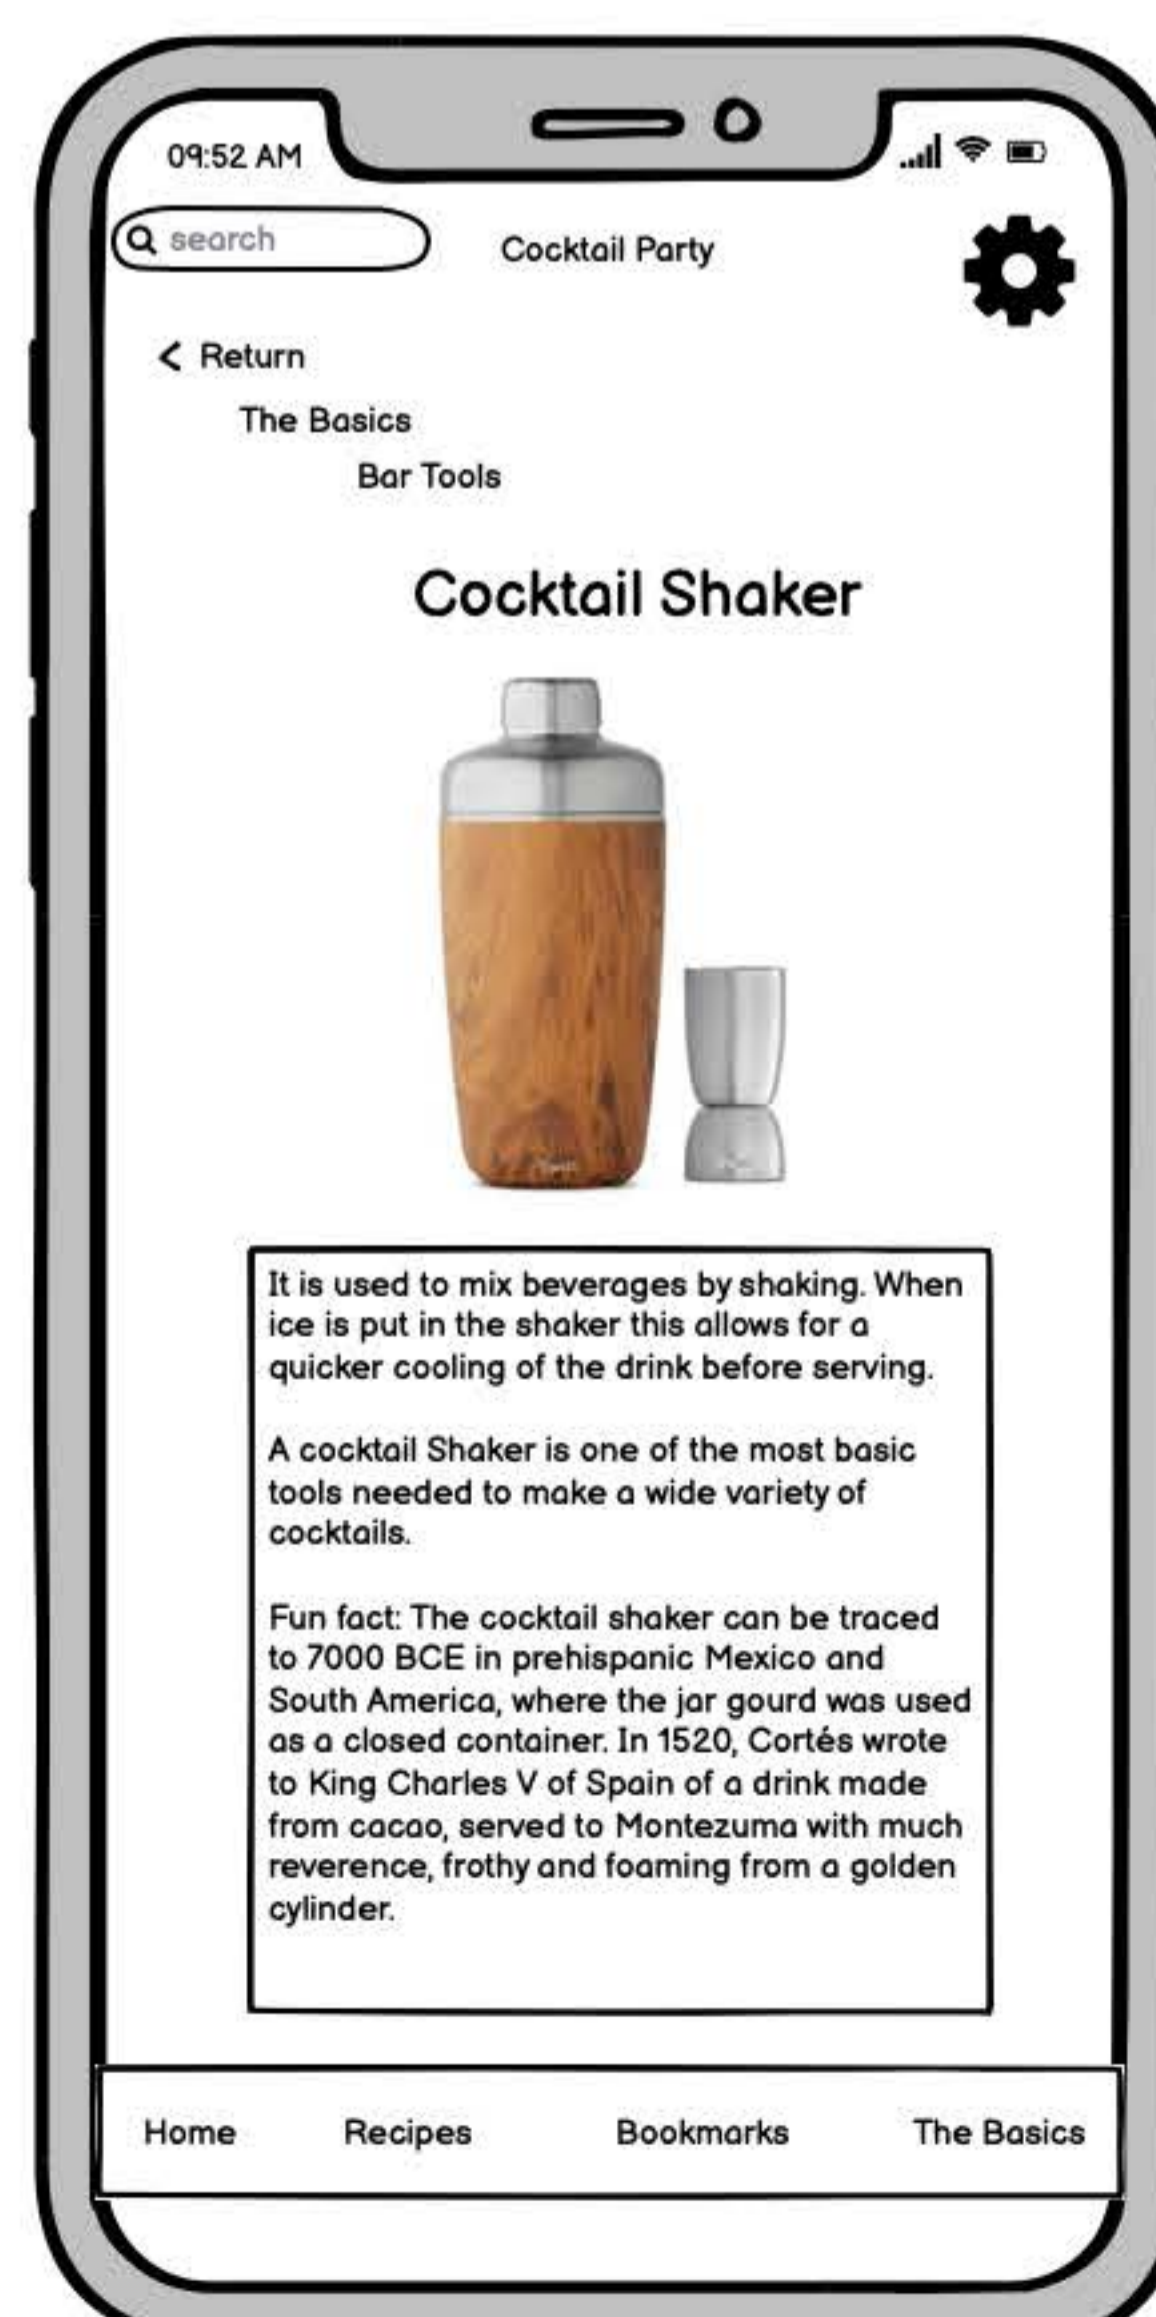 09:52 AM
search
Cocktail Party
Return
The Basics
Bar Tools
Cocktail Shaker
It is used to mix beverages by shaking. When
ice is put in the shaker this allows for a
quicker cooling of the drink before serving.
A cocktail Shaker is one of the most basic
tools needed to make a wide variety of
cocktails.
Fun fact: The cocktail shaker can be traced
to 7000 BCE in prehispanic Mexico and
South America, where the jar gourd was used
as a closed container. In 1520, Cortés wrote
to King Charles V of Spain of a drink made
from cacao, served to Montezuma with much
reverence, frothy and foaming from a golden
cylinder.
Home Recipes Bookmarks The Basics